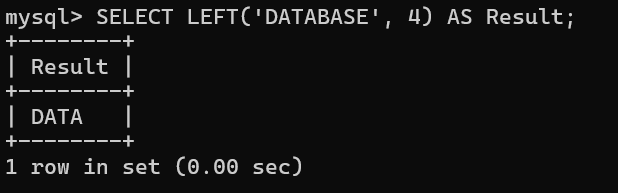 mysql> SELECT LEFT('DATABASE', 4) AS Result;
+--------+
| Result |
+--------+
| DATA   |
+--------+
1 row in set (0.00 sec)